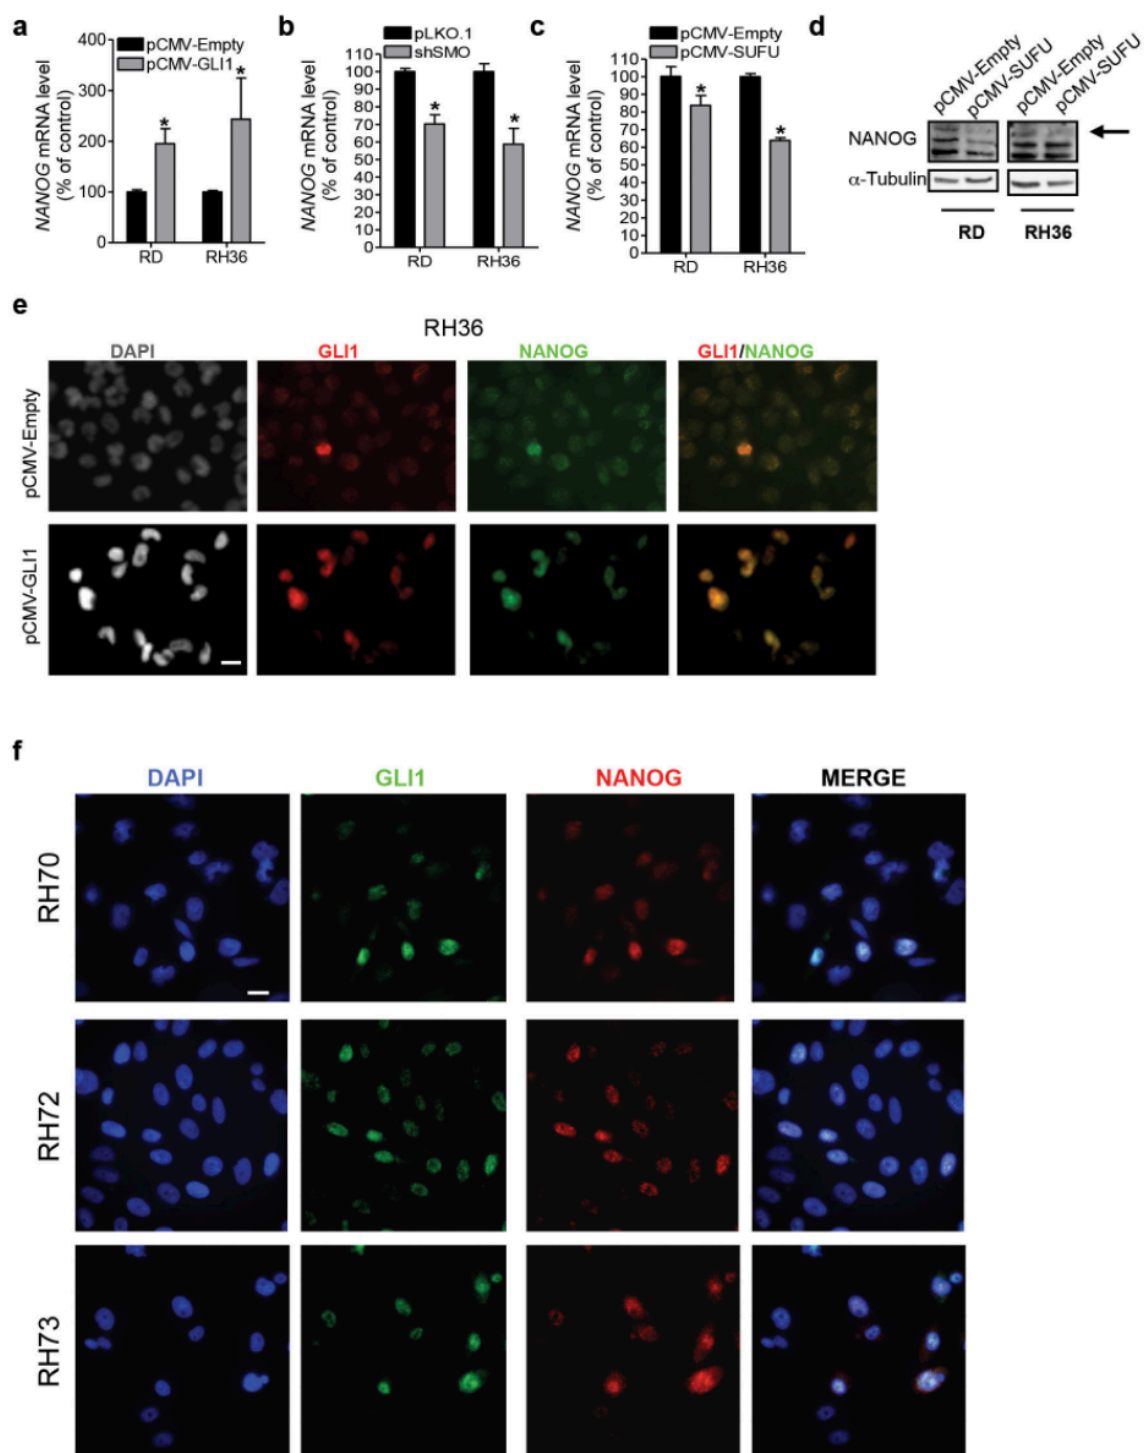 a
400
300
200
100
0
NANOG mRNA level
(% of control)
pCMV-Empty
pCMV-GLI1
*
*
RD RH36
b
pLKO.1
shSMO
110
100
90
80
70
60
50
40
30
20
10
0
NANOG mRNA level
(% of control)
*
*
RD RH36
c
pCMV-Empty
pCMV-SUFU
110
100
90
80
70
60
50
40
30
20
10
0
NANOG mRNA level
(% of control)
*
*
RD RH36
d
pCMV-Empty
pCMV-SUFU
pCMV-Empty
pCMV-SUFU
NANOG
α-Tubulin
RD RH36
e
RH36
DAPI GLI1 NANOG GLI1/NANOG
pCMV-Empty
pCMV-GLI1
f
DAPI GLI1 NANOG MERGE
RH70
RH72
RH73